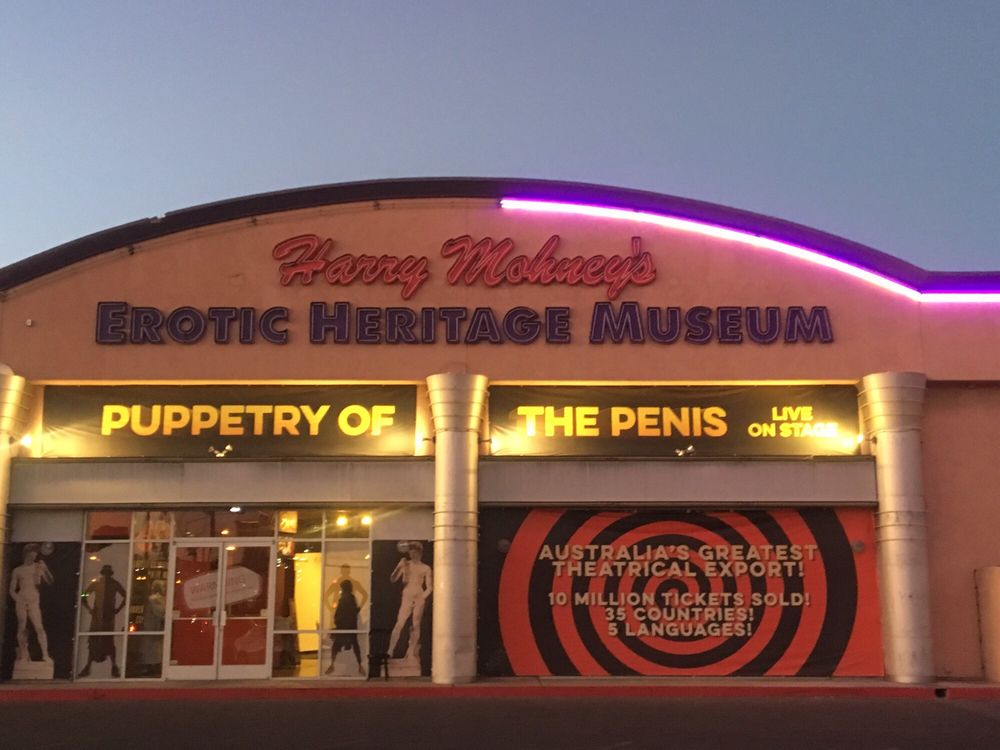 Harry Mohney's
EROTIC HERITAGE MUSEUM
PUPPETRY OF THE PENIS
LIVE
ON STAGE
WARNING
AUSTRALIA'S GREATEST
THEATRICAL EXPORT!
10 MILLION TICKETS SOLD!
35 COUNTRIES!
5 LANGUAGES!